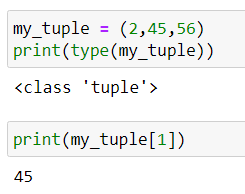 my_tuple = (2,45,56)
print(type(my_tuple))
<class 'tuple'>
print(my_tuple[1])
45